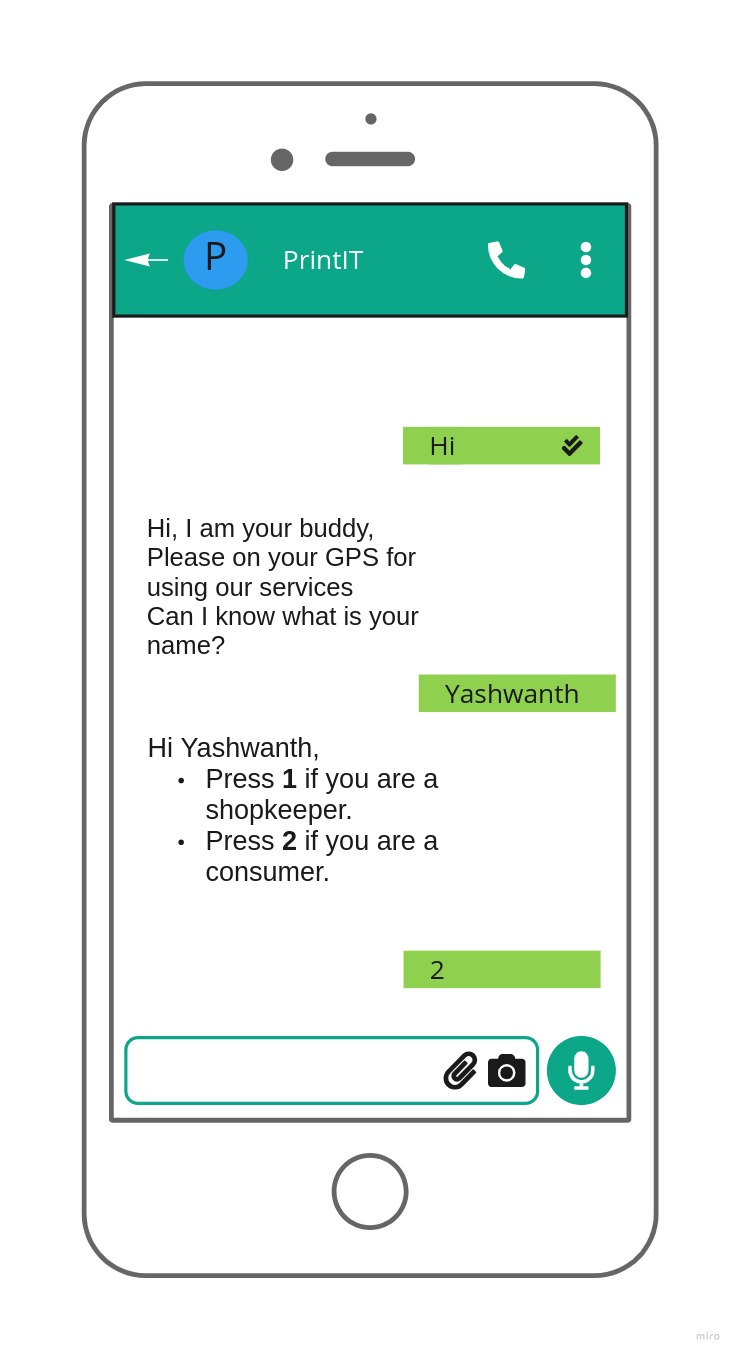 P PrintIT
Hi
Hi, I am your buddy,
Please on your GPS for
using our services
Can I know what is your
name?
Yashwanth
Hi Yashwanth,
• Press 1 if you are a
shopkeeper.
• Press 2 if you are a
consumer.
2
miro